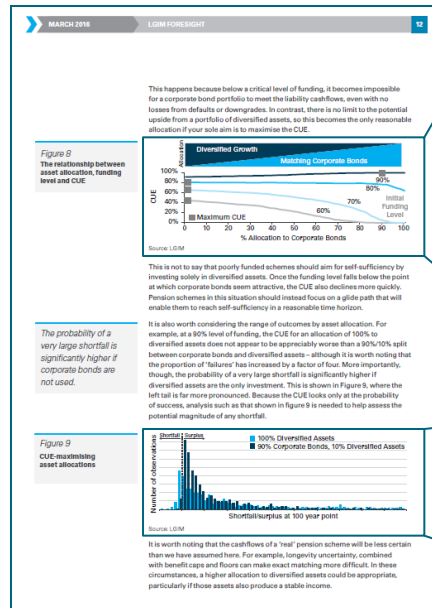 MARCH 2016
LGIM FORESIGHT
12
This happens because below a critical level of funding, it becomes impossible
for a corporate bond portfolio to meet the liability cashflows, even with no
losses from defaults or downgrades. In contrast, there is no limit to the potential
upside from a portfolio of diversified assets, so this becomes the only reasonable
allocation if your sole aim is to maximise the CUE.
Figure 8
The relationship between
asset allocation, funding
level and CUE
Allocation
Diversified Growth
Matching Corporate Bonds
CUE
100%
80%
60%
40%
20%
0%
90%
80%
70%
60%
Initial
Funding
Level
Maximum CUE
0 10 20 30 40 50 60 70 80 90 100
% Allocation to Corporate Bonds
Source: LGIM
This is not to say that poorly funded schemes should aim for self-sufficiency by
investing solely in diversified assets. Once the funding level falls below the point
at which corporate bonds seem attractive, the CUE also declines more quickly.
Pension schemes in this situation should instead focus on a glide path that will
enable them to reach self-sufficiency in a reasonable time horizon.
The probability of a
very large shortfall is
significantly higher if
corporate bonds are
not used.
It is also worth considering the range of outcomes by asset allocation. For
example, at a 90% level of funding, the CUE for an allocation of 100% to
diversified assets does not appear to be appreciably worse than a 90%/10% split
between corporate bonds and diversified assets – although it is worth noting that
the proportion of 'failures' has increased by a factor of four. More importantly,
though, the probability of a very large shortfall is significantly higher if
diversified assets are the only investment. This is shown in Figure 9, where the
left tail is far more pronounced. Because the CUE looks only at the probability
of success, analysis such as that shown in figure 9 is needed to help assess the
potential magnitude of any shortfall.
Figure 9
CUE-maximising
asset allocations
Number of observations
Shortfall Surplus
100% Diversified Assets
90% Corporate Bonds, 10% Diversified Assets
Shortfall/surplus at 100 year point
Source: LGIM
It is worth noting that the cashflows of a 'real' pension scheme will be less certain
than we have assumed here. For example, longevity uncertainty, combined
with benefit caps and floors can make exact matching more difficult. In these
circumstances, a higher allocation to diversified assets could be appropriate,
particularly if those assets also produce a stable income.